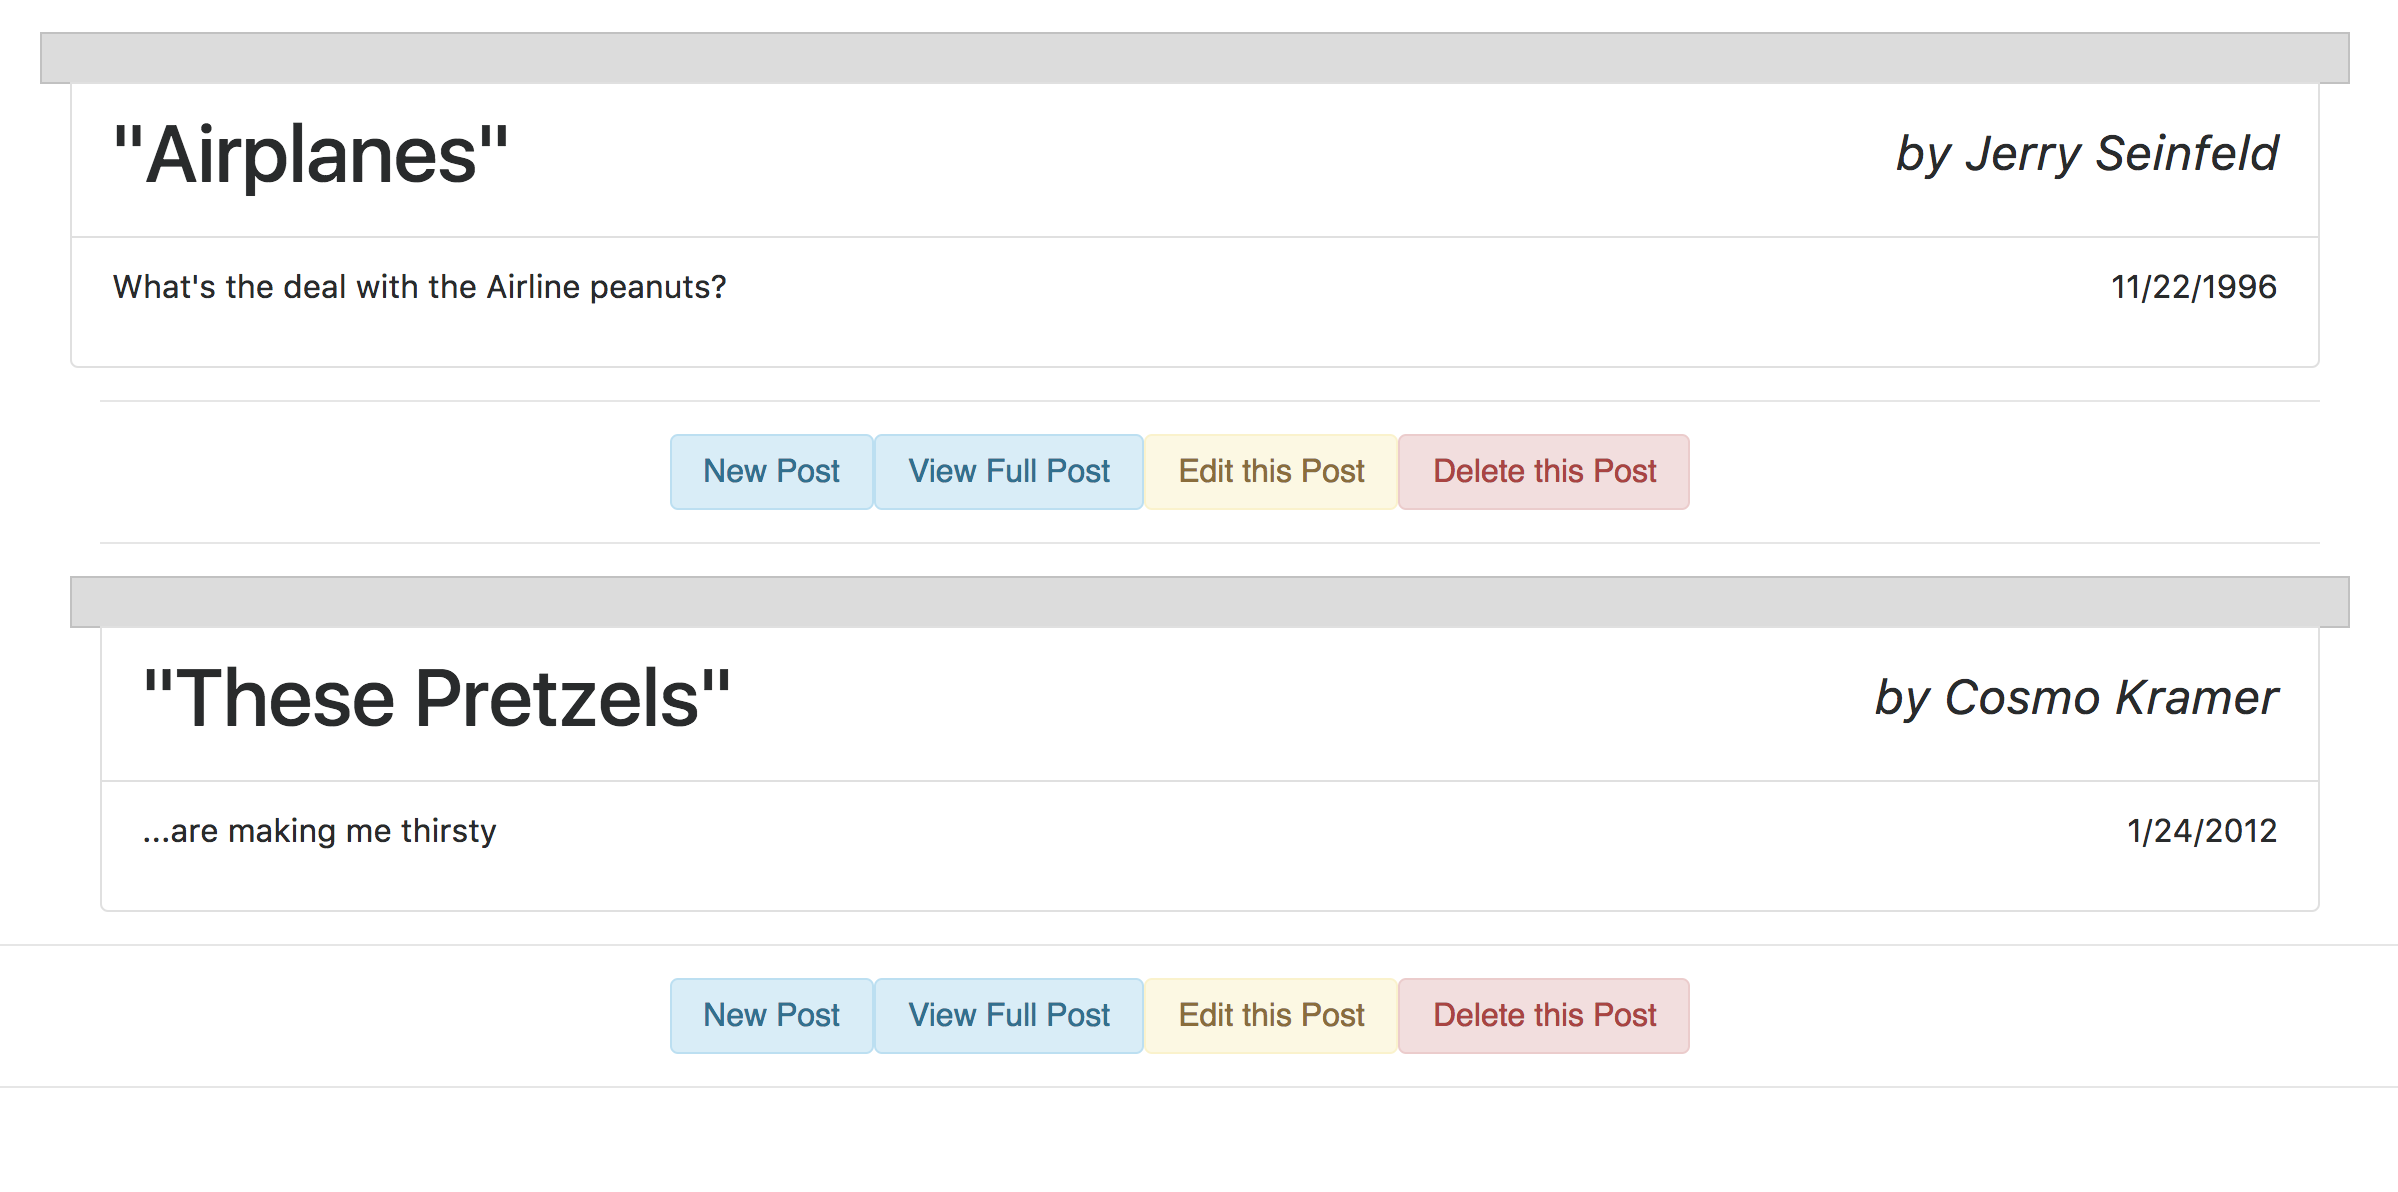 "Airplanes"
by Jerry Seinfeld
What's the deal with the Airline peanuts?
11/22/1996
New Post
View Full Post
Edit this Post
Delete this Post
"These Pretzels"
by Cosmo Kramer
...are making me thirsty
1/24/2012
New Post
View Full Post
Edit this Post
Delete this Post